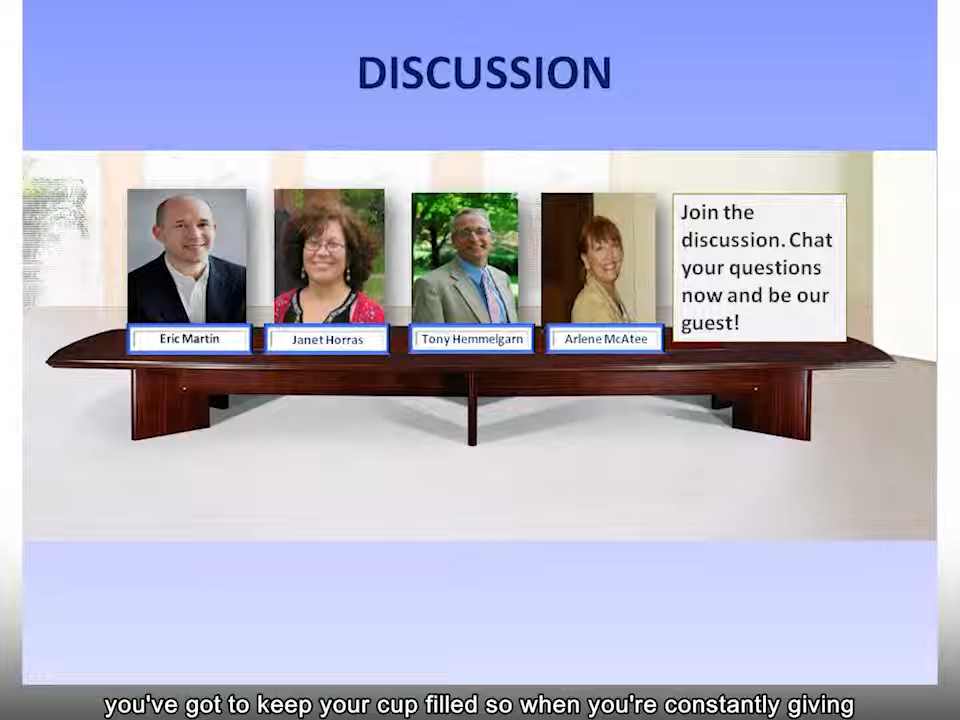 DISCUSSION
Join the
discussion. Chat
your questions
now and be our
guest!
Eric Martin
Janet Horras
Tony Hemmelgarn
Arlene McAtee
you've got to keep your cup filled so when you're constantly giving